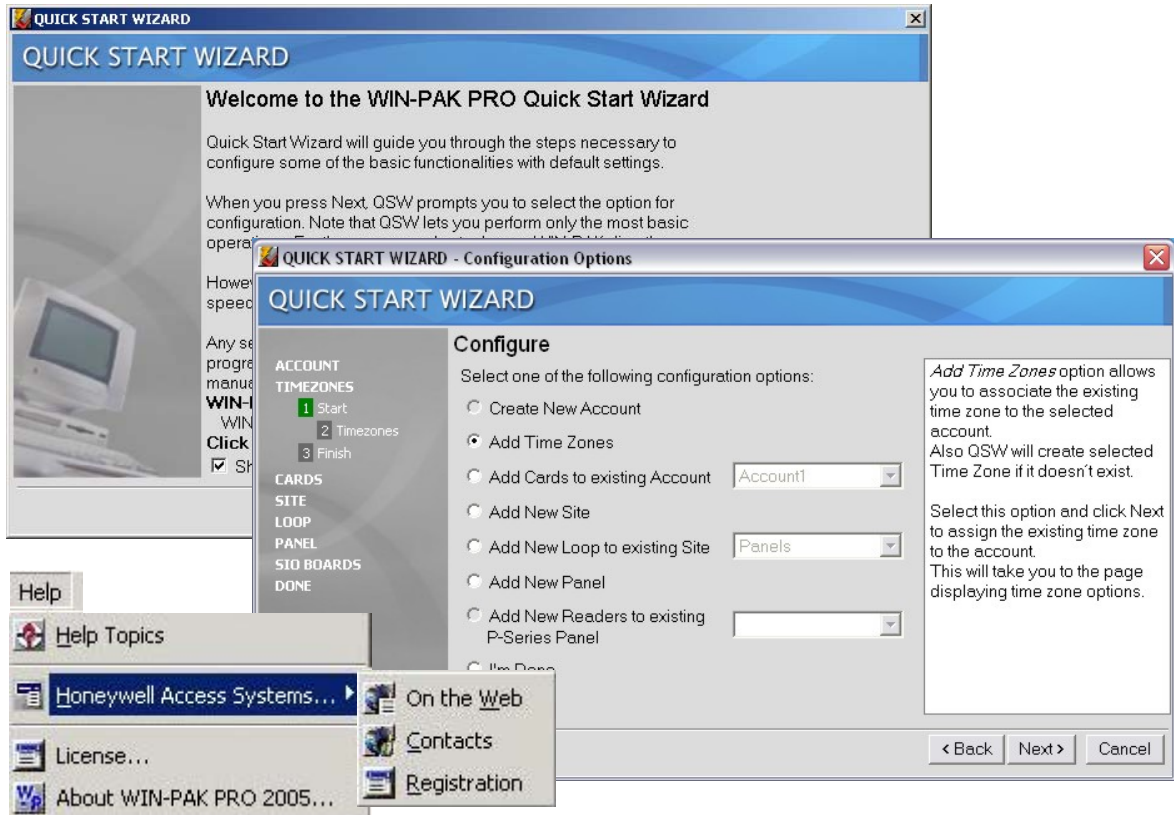 QUICK START WIZARD
QUICK START WIZARD
Welcome to the WIN-PAK PRO Quick Start Wizard
Quick Start Wizard will guide you through the steps necessary to
configure some of the basic functionalities with default settings.
When you press Next, QSW prompts you to select the option for
configuration. Note that QSW lets you perform only the most basic
Any
WIN
Click
QUICK START WIZARD - Configuration Options
QUICK START WIZARD
ACCOUNT
TIMEZONES
1 Start
2 Timezones
3 Finish
CARDS
SITE
LOOP
PANEL
SIO BOARDS
DONE
Configure
Select one of the following configuration options:
Create New Account
Add Time Zones
Add Cards to existing Account Account1
Add New Site
Add New Loop to existing Site Panels
Add New Panel
Add New Readers to existing
P-Series Panel
I'm Done
Add Time Zones option allows
you to associate the existing
time zone to the selected
account.
Also QSW will create selected
Time Zone if it doesn't exist.
Select this option and click Next
to assign the existing time zone
to the account.
This will take you to the page
displaying time zone options.
< Back Next > Cancel
Help
Help Topics
Honeywell Access Systems...
License...
About WIN-PAK PRO 2005...
On the Web
Contacts
Registration